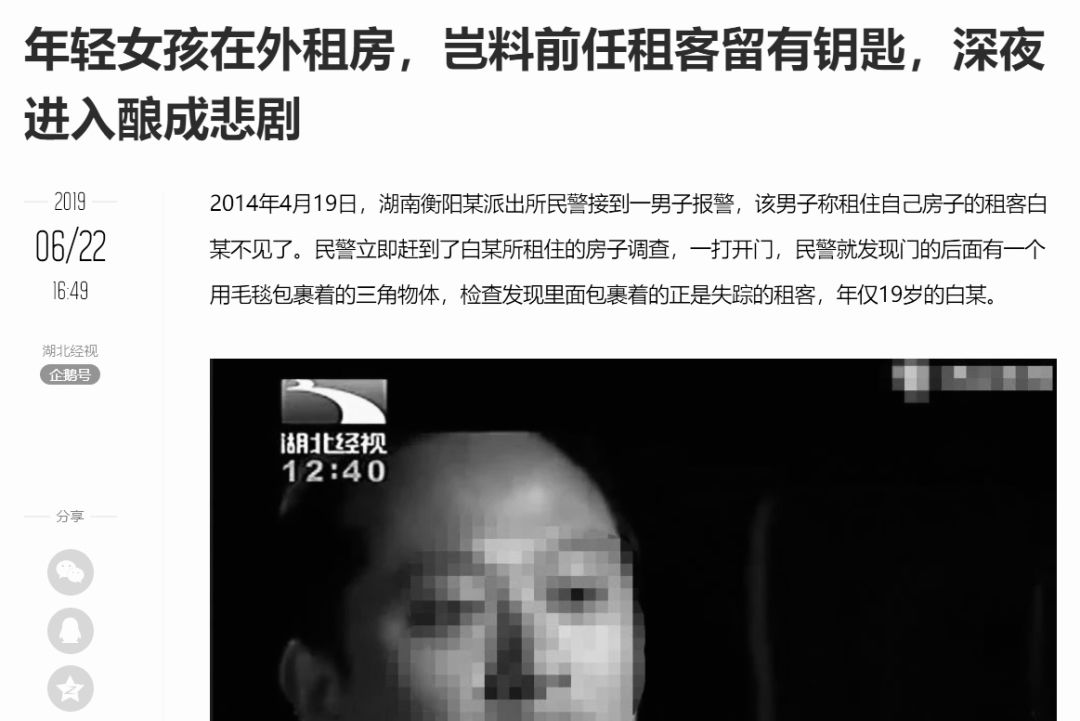 年轻女孩在外租房，岂料前任租客留有钥匙，深夜
进入酿成悲剧
2019
06/22
16:49
湖北经视
企鹅号
分享
2014年4月19日，湖南衡阳某派出所民警接到一男子报警，该男子称租住自己房子的租客白
某不见了。民警立即赶到了白某所租住的房子调查，一打开门，民警就发现门的后面有一个
用毛毯包裹着的三角物体，检查发现里面包裹着的正是失踪的租客，年仅19岁的白某。
湖北经视
12:40